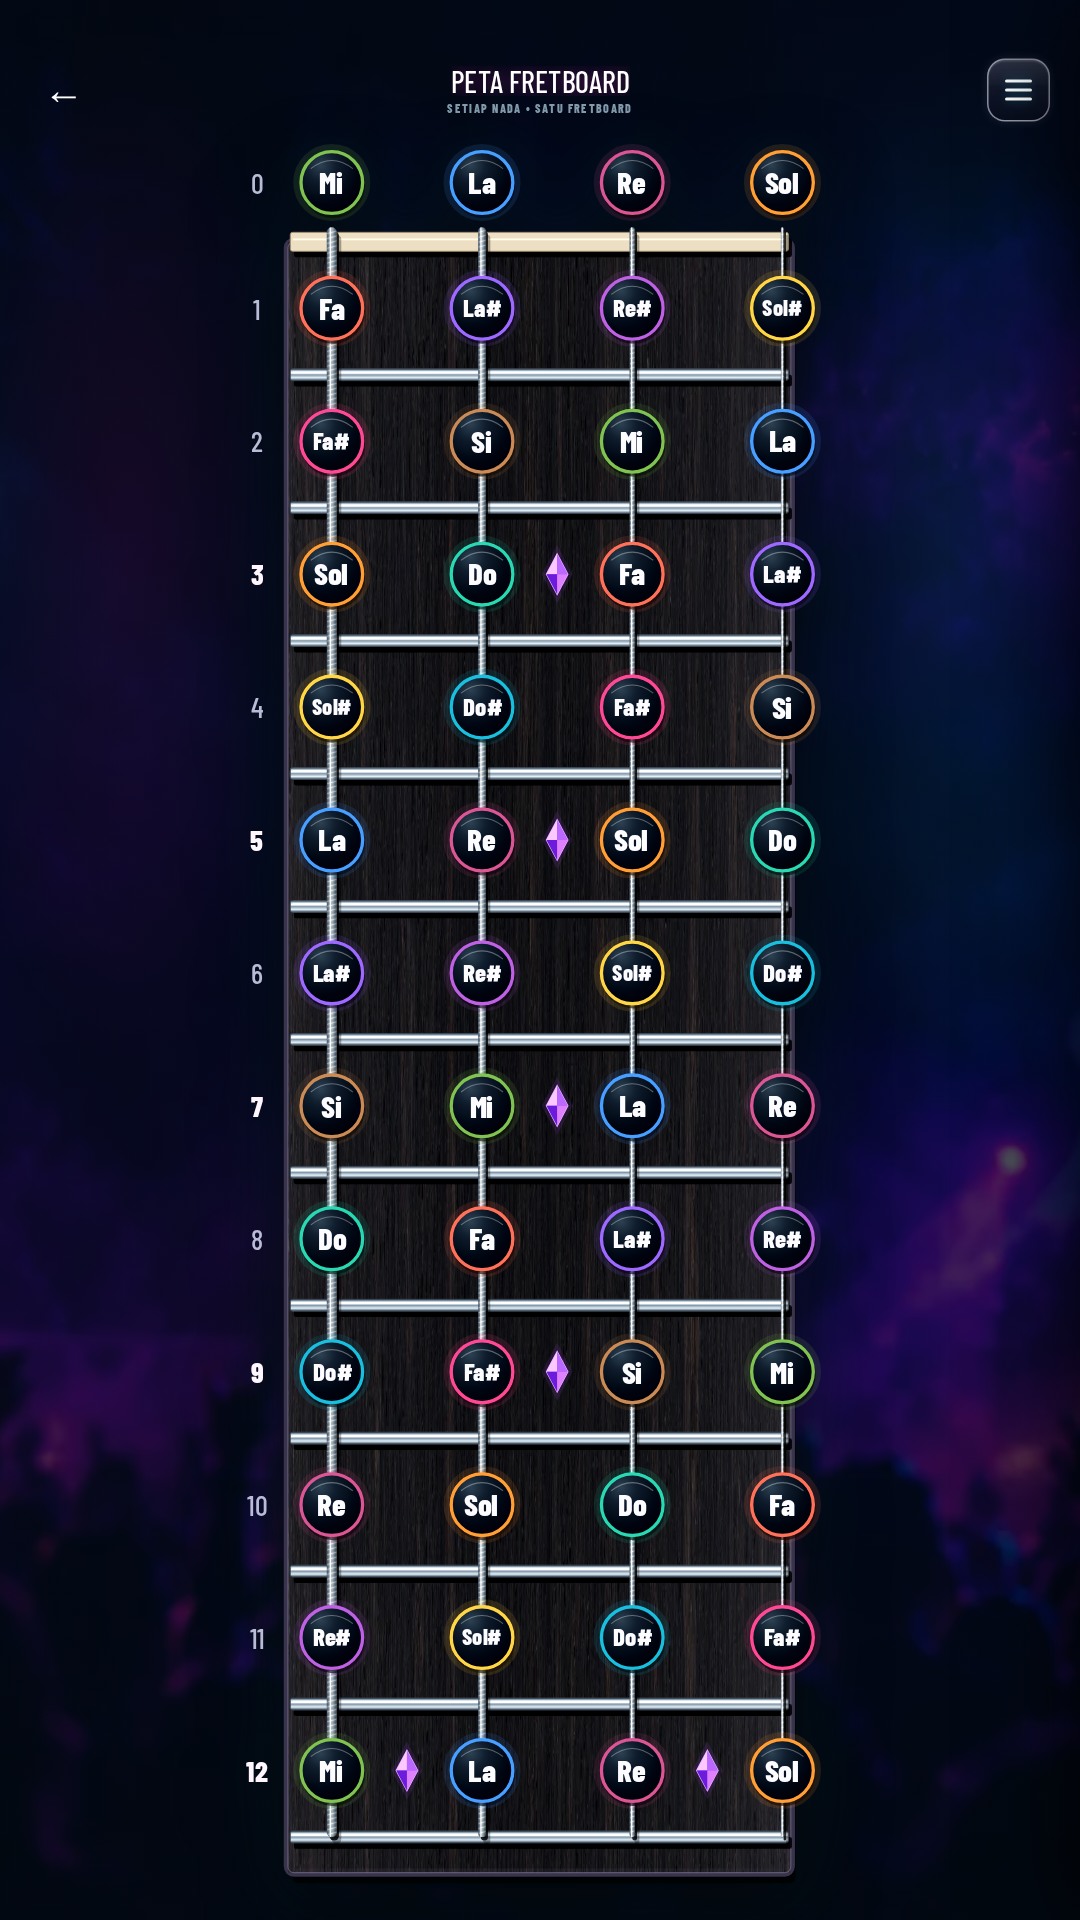 ←
PETA FRETBOARD
SETIAP NADA • SATU FRETBOARD
0 Mi La Re Sol
1 Fa La# Re# Sol#
2 Fa# Si Mi La
3 Sol Do Fa La#
4 Sol# Do# Fa# Si
5 La Re Sol Do
6 La# Re# Sol# Do#
7 Si Mi La Re
8 Do Fa La# Re#
9 Do# Fa# Si Mi
10 Re Sol Do Fa
11 Re# Sol# Do# Fa#
12 Mi La Re Sol